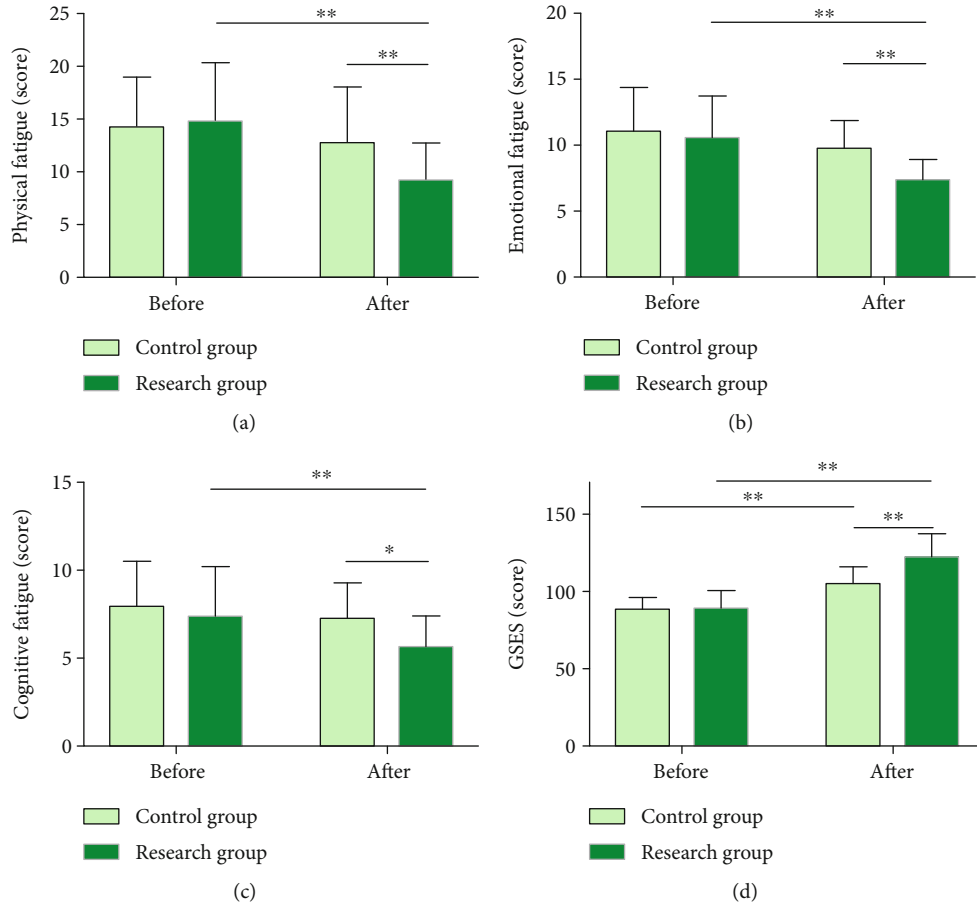 **
**
25
20
15
10
5
0
Physical fatigue (score)
Before After
Control group
Research group
(a)
**
**
20
15
10
5
0
Emotional fatigue (score)
Before After
Control group
Research group
(b)
**
*
15
10
5
0
Cognitive fatigue (score)
Before After
Control group
Research group
(c)
**
**
**
150
100
50
0
GSES (score)
Before After
Control group
Research group
(d)